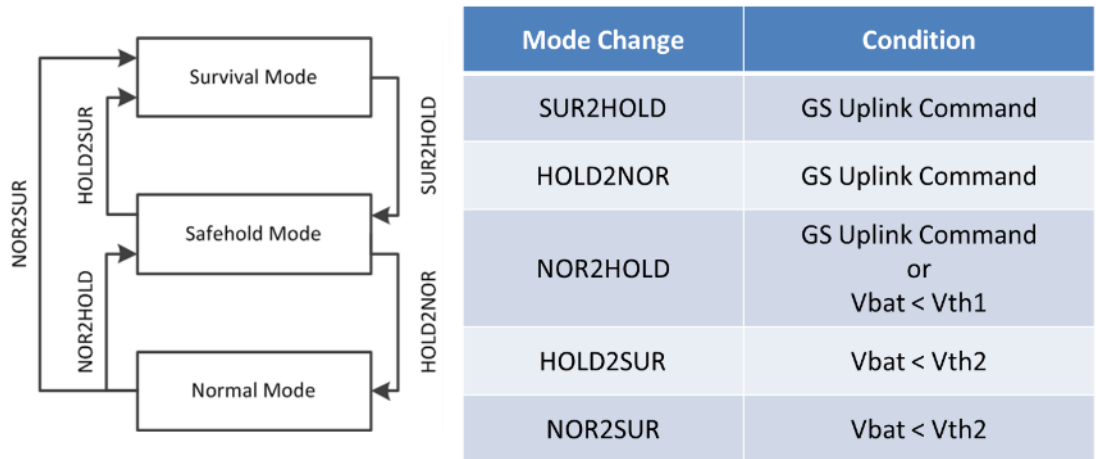 Survival Mode
Safehold Mode
Normal Mode
NOR2SUR
HOLD2SUR
NOR2HOLD
SUR2HOLD
HOLD2NOR
Mode Change Condition
SUR2HOLD GS Uplink Command
HOLD2NOR GS Uplink Command
NOR2HOLD GS Uplink Command
or
Vbat < Vth1
HOLD2SUR Vbat < Vth2
NOR2SUR Vbat < Vth2